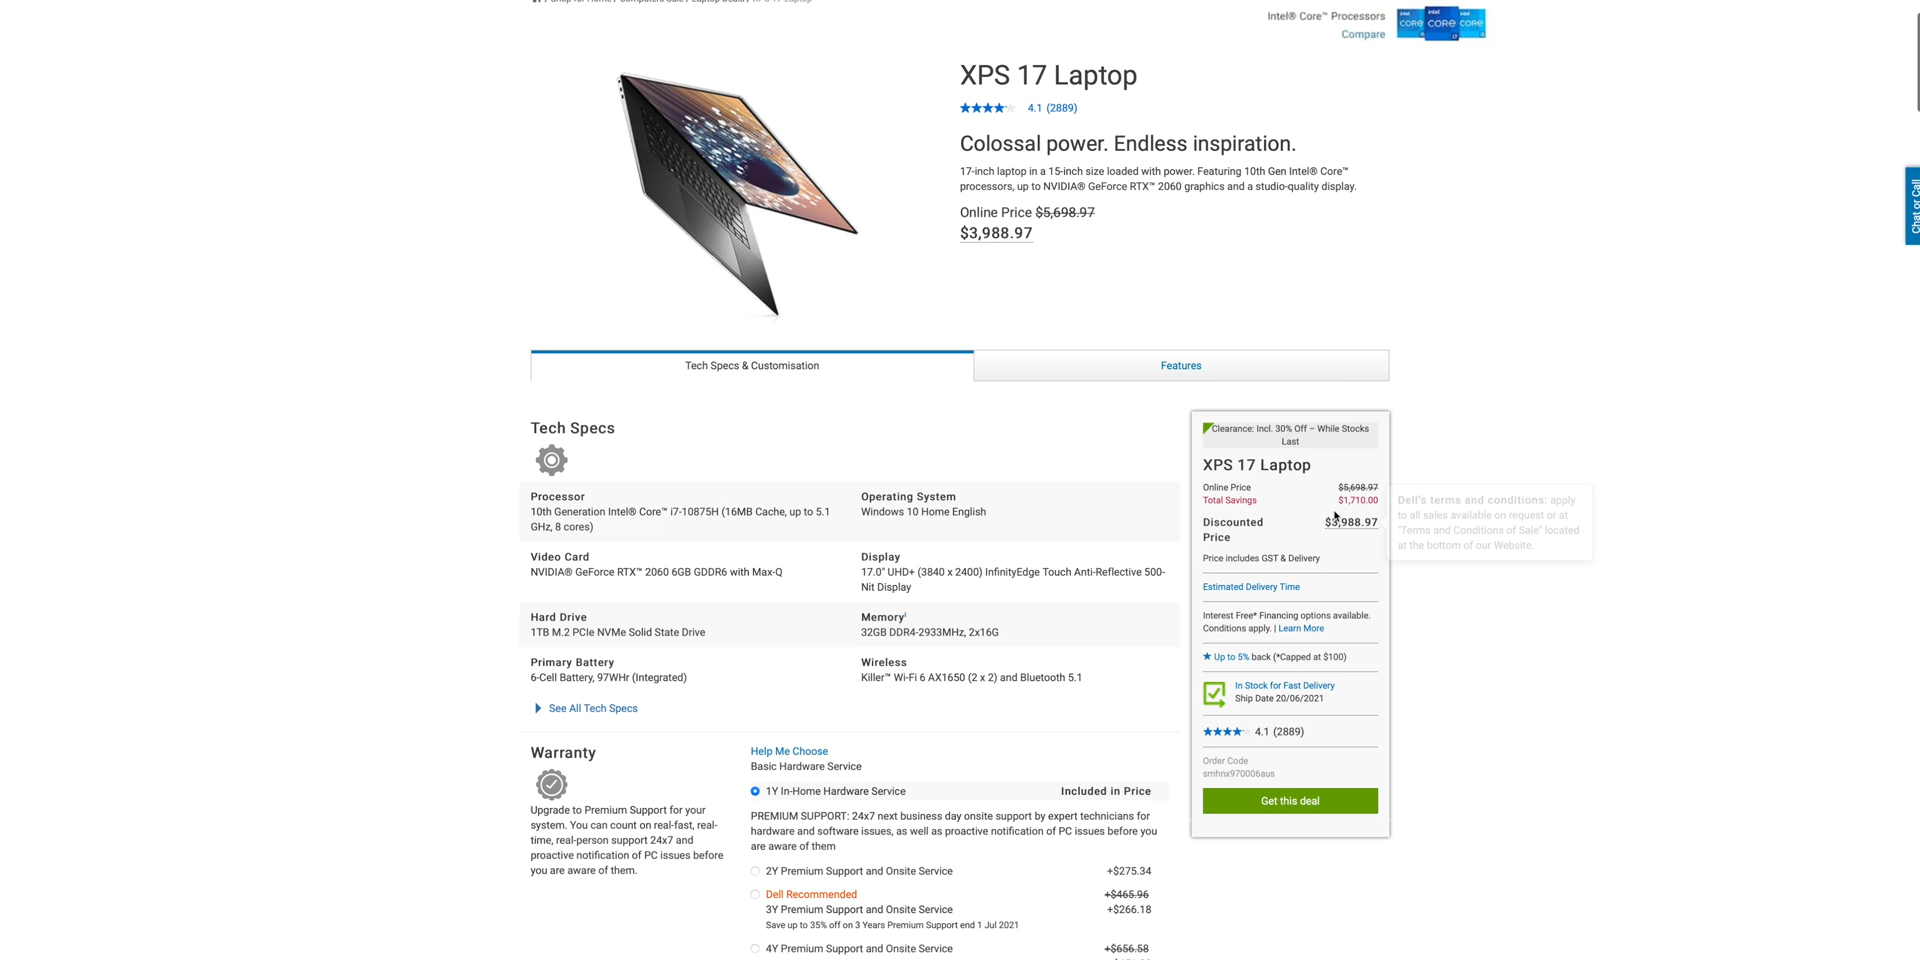 Intel® Core™ Processors
Compare
intel intel intel
CORE CORE CORE
i7
XPS 17 Laptop
4.1 (2889)
Colossal power. Endless inspiration.
17-inch laptop in a 15-inch size loaded with power. Featuring 10th Gen Intel® Core™
processors, up to NVIDIA® GeForce RTX™ 2060 graphics and a studio-quality display.
Online Price $5,698.97
$3,988.97
Chat or Call
Tech Specs & Customisation
Features
Tech Specs
Processor
10th Generation Intel® Core™ i7-10875H (16MB Cache, up to 5.1
GHz, 8 cores)
Operating System
Windows 10 Home English
Video Card
NVIDIA® GeForce RTX™ 2060 6GB GDDR6 with Max-Q
Display
17.0" UHD+ (3840 x 2400) InfinityEdge Touch Anti-Reflective 500-
Nit Display
Hard Drive
1TB M.2 PCIe NVMe Solid State Drive
Memoryⁱ
32GB DDR4-2933MHz, 2x16G
Primary Battery
6-Cell Battery, 97WHr (Integrated)
Wireless
Killer™ Wi-Fi 6 AX1650 (2 x 2) and Bluetooth 5.1
See All Tech Specs
Warranty
Upgrade to Premium Support for your
system. You can count on real-fast, real-
time, real-person support 24x7 and
proactive notification of PC issues before
you are aware of them.
Help Me Choose
Basic Hardware Service
1Y In-Home Hardware Service Included in Price
PREMIUM SUPPORT: 24x7 next business day onsite support by expert technicians for
hardware and software issues, as well as proactive notification of PC issues before you
are aware of them
2Y Premium Support and Onsite Service +$275.34
Dell Recommended +$465.96
3Y Premium Support and Onsite Service +$266.18
Save up to 35% off on 3 Years Premium Support end 1 Jul 2021
4Y Premium Support and Onsite Service +$656.58
Clearance: Incl. 30% Off – While Stocks
Last
XPS 17 Laptop
Online Price $5,698.97
Total Savings $1,710.00
Discounted $3,988.97
Price
Price includes GST & Delivery
Estimated Delivery Time
Interest Free* Financing options available.
Conditions apply. | Learn More
Up to 5% back (*Capped at $100)
In Stock for Fast Delivery
Ship Date 20/06/2021
4.1 (2889)
Order Code
smhnx970006aus
Get this deal
Dell's terms and conditions: apply
to all sales available on request or at
"Terms and Conditions of Sale" located
at the bottom of our Website.